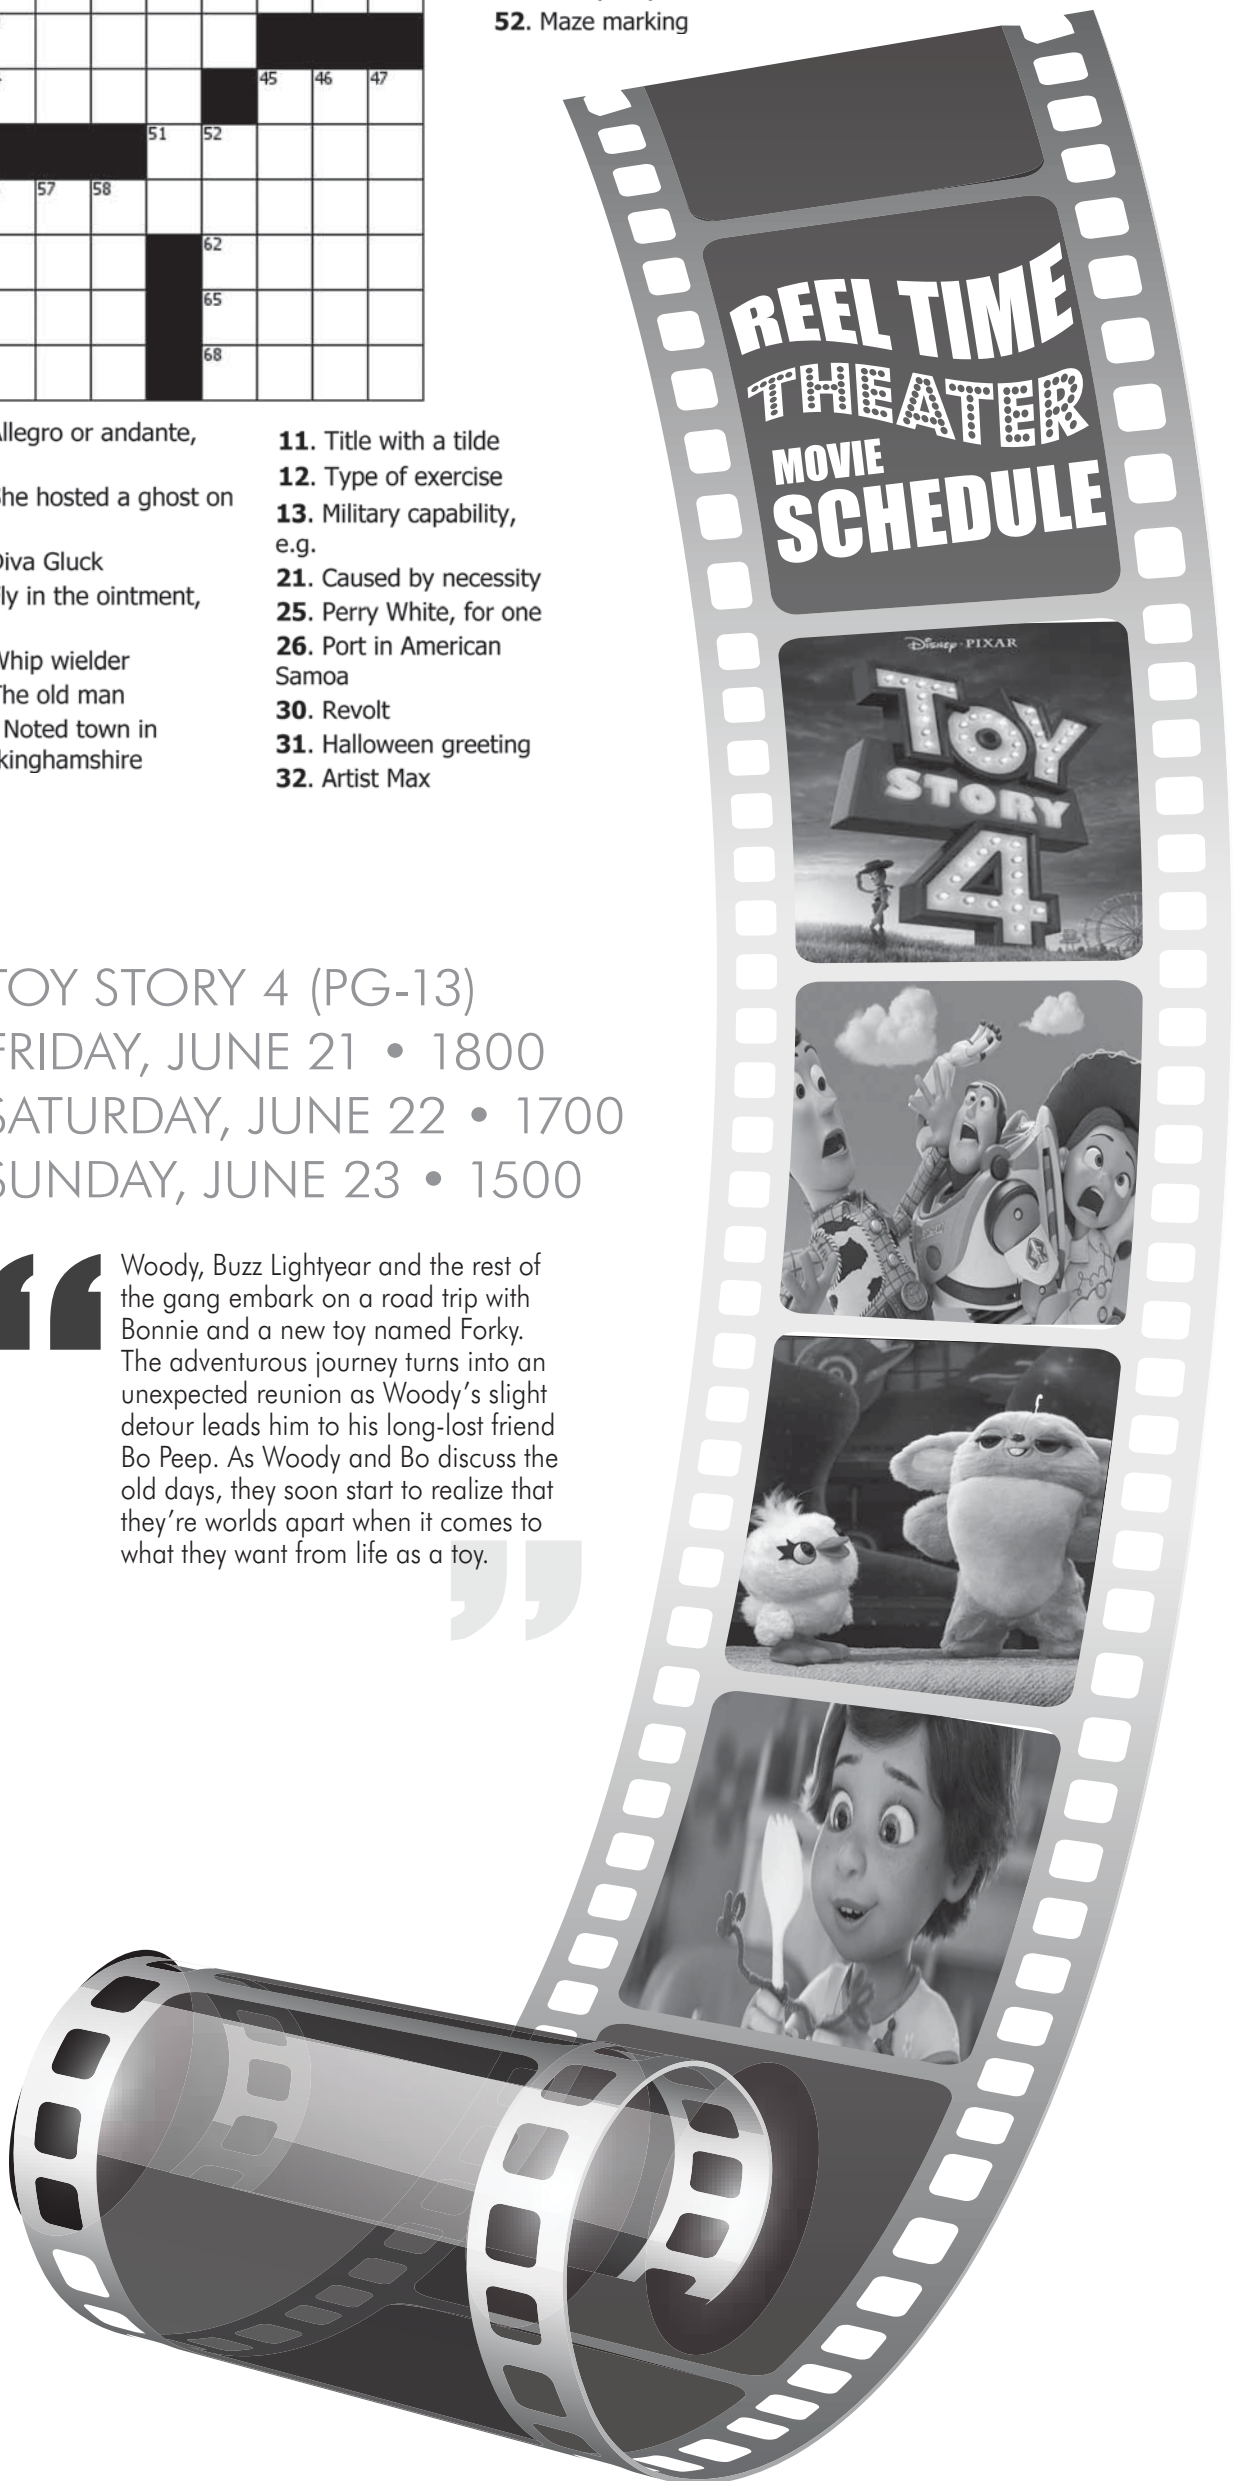 52. Maze marking
45 46 47
51 52
57 58
62
65
68
or andante,
hosted a ghost on
Gluck
in the ointment,
wielder
old man
Noted town in
11. Title with a tilde
12. Type of exercise
13. Military capability,
e.g.
21. Caused by necessity
25. Perry White, for one
26. Port in American
Samoa
30. Revolt
31. Halloween greeting
32. Artist Max
REEL TIME
THEATER
MOVIE
SCHEDULE
DISNEY · PIXAR
TOY
STORY
4
TOY STORY 4 (PG-13)
FRIDAY, JUNE 21 • 1800
SATURDAY, JUNE 22 • 1700
SUNDAY, JUNE 23 • 1500
“
Woody, Buzz Lightyear and the rest of
the gang embark on a road trip with
Bonnie and a new toy named Forky.
The adventurous journey turns into an
unexpected reunion as Woody’s slight
detour leads him to his long-lost friend
Bo Peep. As Woody and Bo discuss the
old days, they soon start to realize that
they’re worlds apart when it comes to
what they want from life as a toy.
”